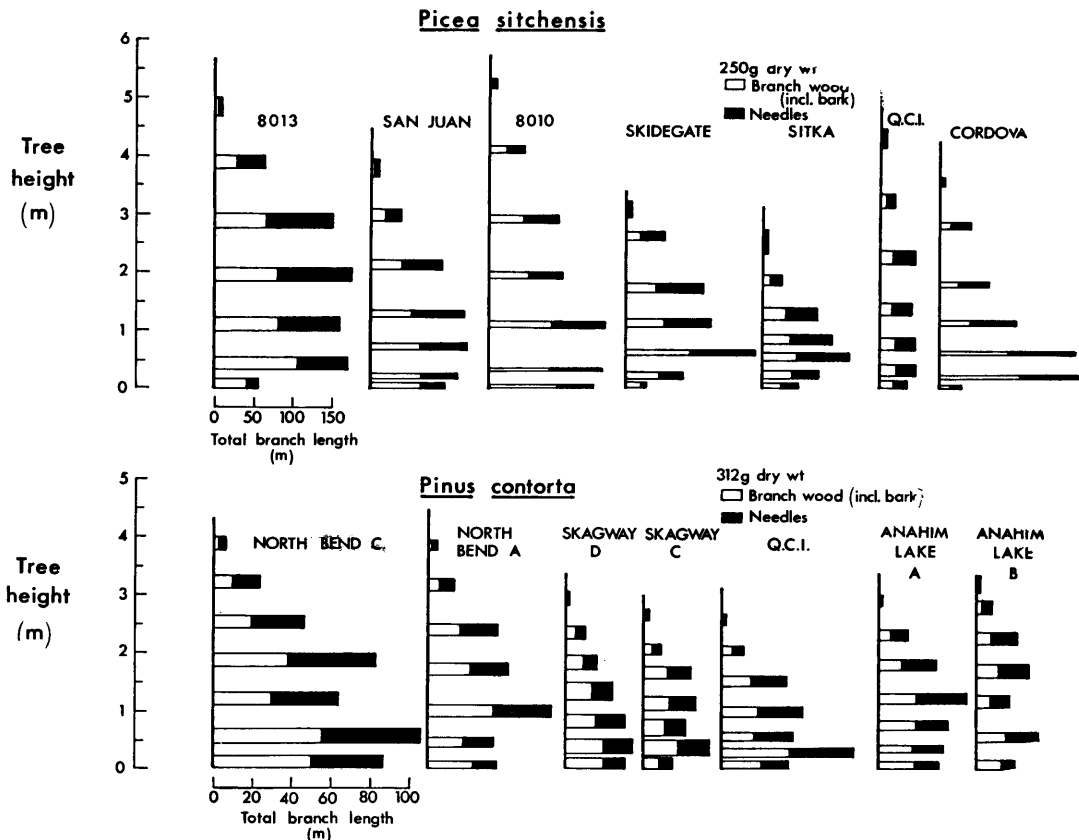 Picea sitchensis
6
5
4
3
2
1
0
Tree
height
(m)
8013
SAN JUAN
8010
SKIDEGATE
SITKA
Q.C.I.
CORDOVA
250g dry wt
Branch wood
(incl. bark)
Needles
0 50 100 150
Total branch length
(m)
Pinus contorta
5
4
3
2
1
0
Tree
height
(m)
312g dry wt
Branch wood (incl. bark)
Needles
NORTH BEND C.
NORTH
BEND A
SKAGWAY
D
SKAGWAY
C
Q.C.I.
ANAHIM
LAKE
A
ANAHIM
LAKE
B
0 20 40 60 80 100
Total branch length
(m)